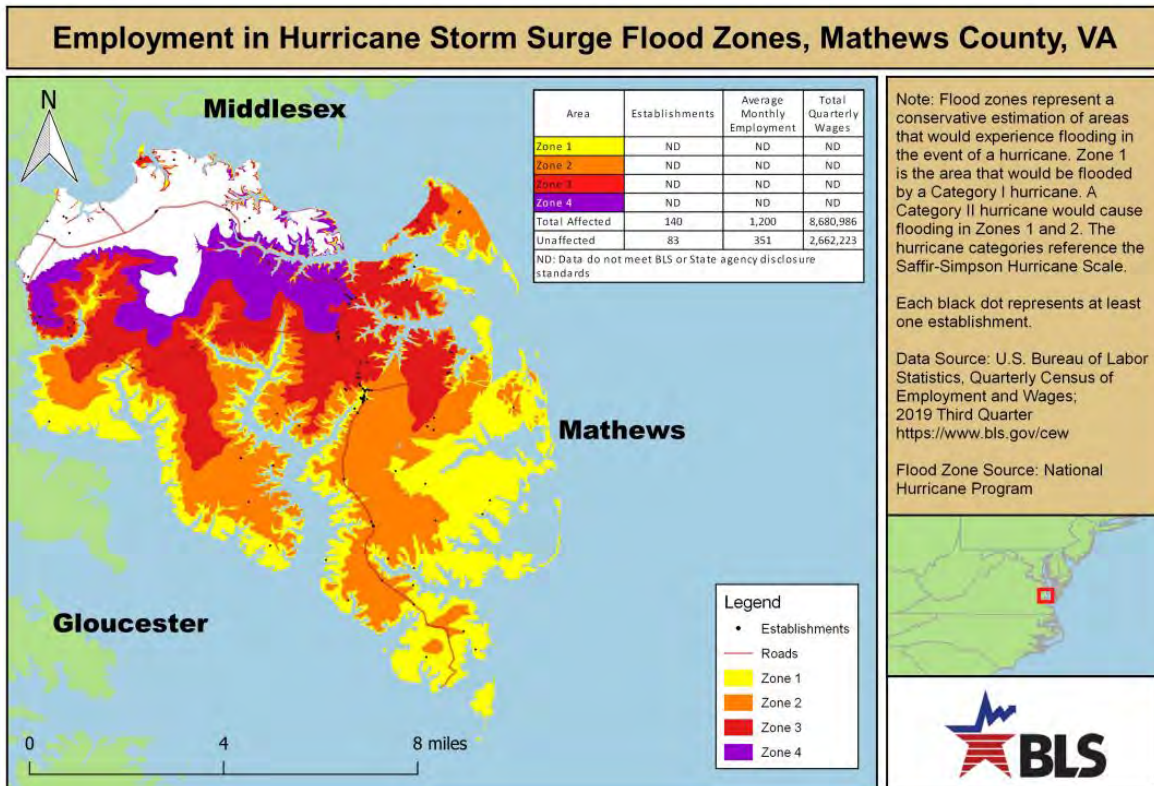 Employment in Hurricane Storm Surge Flood Zones, Mathews County, VA
N
Middlesex
Mathews
Gloucester
Area Establishments Average Monthly Employment Total Quarterly Wages
Zone 1 ND ND ND
Zone 2 ND ND ND
Zone 3 ND ND ND
Zone 4 ND ND ND
Total Affected 140 1,200 8,680,986
Unaffected 83 351 2,662,223
ND: Data do not meet BLS or State agency disclosure
standards
Legend
Establishments
Roads
Zone 1
Zone 2
Zone 3
Zone 4
0 4 8 miles
Note: Flood zones represent a
conservative estimation of areas
that would experience flooding in
the event of a hurricane. Zone 1
is the area that would be flooded
by a Category I hurricane. A
Category II hurricane would cause
flooding in Zones 1 and 2. The
hurricane categories reference the
Saffir-Simpson Hurricane Scale.
Each black dot represents at least
one establishment.
Data Source: U.S. Bureau of Labor
Statistics, Quarterly Census of
Employment and Wages;
2019 Third Quarter
https://www.bls.gov/cew
Flood Zone Source: National
Hurricane Program
BLS